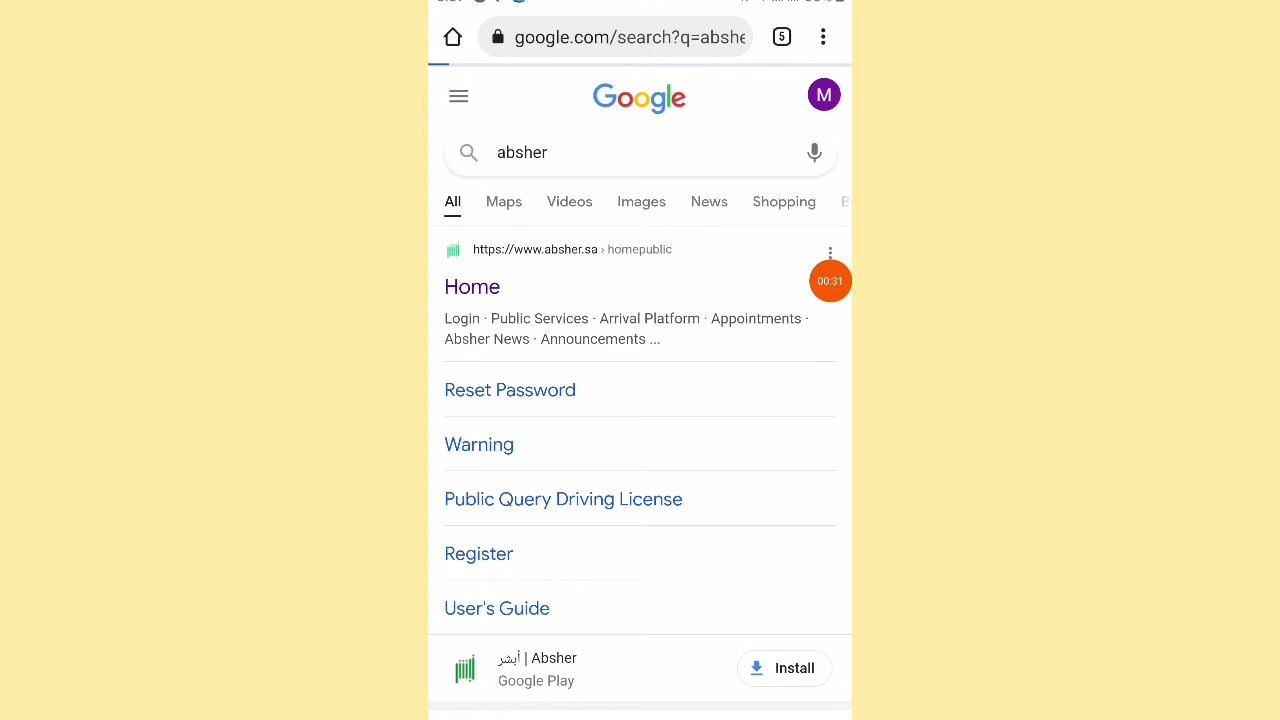 google.com/search?q=abshe
5
Google
M
absher
All Maps Videos Images News Shopping
https://www.absher.sa › homepublic
00:31
Home
Login · Public Services · Arrival Platform · Appointments ·
Absher News · Announcements ...
Reset Password
Warning
Public Query Driving License
Register
User's Guide
أبشر | Absher
Google Play
Install